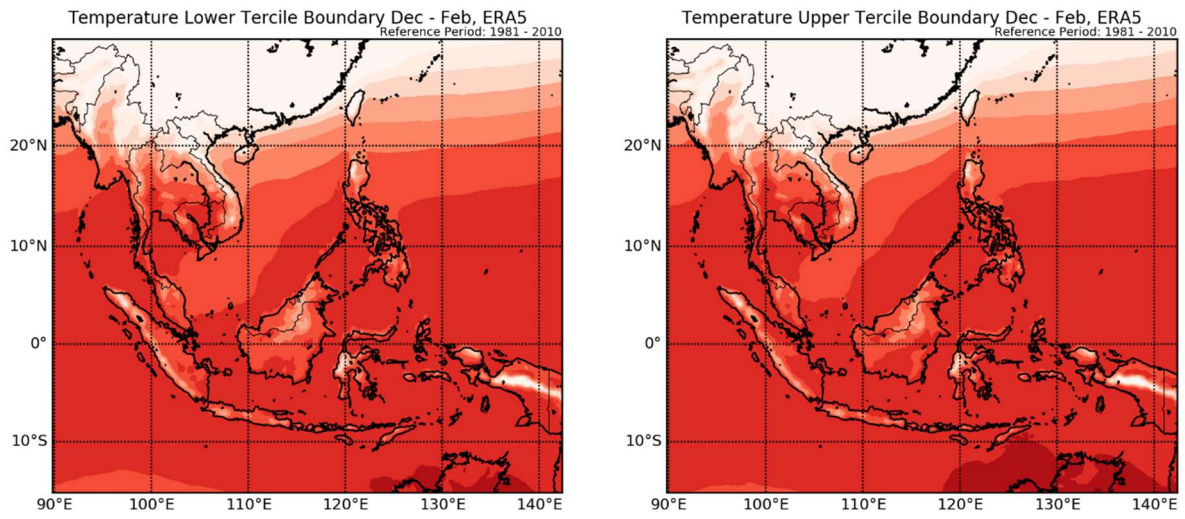 Temperature Lower Tercile Boundary Dec - Feb, ERA5
Reference Period: 1981 - 2010
20°N
10°N
0°
10°S
90°E 100°E 110°E 120°E 130°E 140°E
Temperature Upper Tercile Boundary Dec - Feb, ERA5
Reference Period: 1981 - 2010
20°N
10°N
0°
10°S
90°E 100°E 110°E 120°E 130°E 140°E